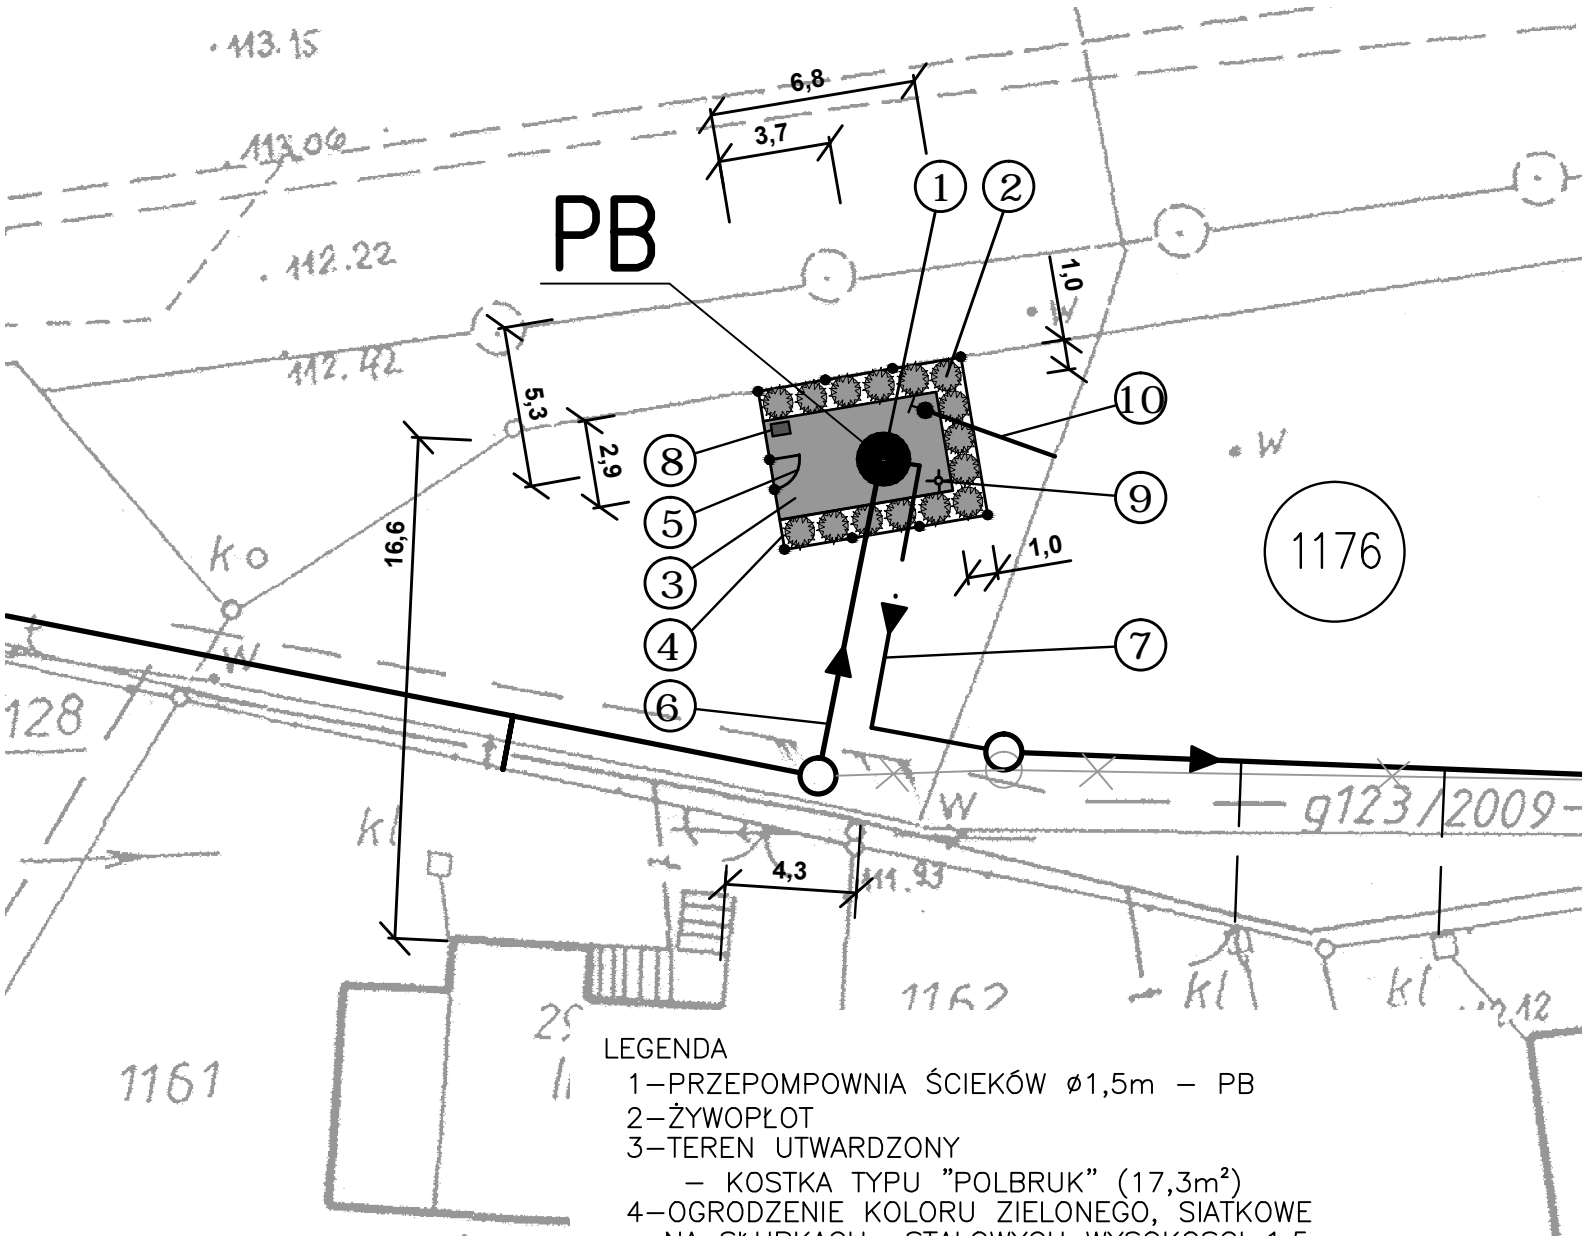 113.15
6,8
3,7
113.06
1
2
PB
112.22
1,0
W
112.42
5,3
10
2,9
8
W
9
16,6
5
k
1,0
1176
3
4
7
W
6
128
W
g123/2009
kl
4,3
111.93
1162
kl
kl
1161
LEGENDA
1–PRZEPOMPOWNIA ŚCIEKÓW ø1,5m – PB
2–ŻYWOPŁOT
3–TEREN UTWARDZONY
– KOSTKA TYPU ”POLBRUK” (17,3m²)
4–OGRODZENIE KOLORU ZIELONEGO, SIATKOWE